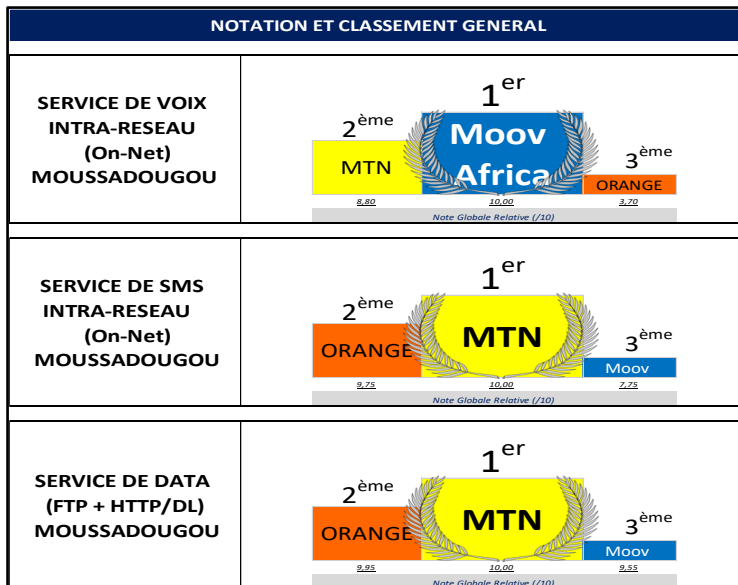 NOTATION ET CLASSEMENT GENERAL
SERVICE DE VOIX
INTRA-RESEAU
(On-Net)
MOUSSADOUGOU
1er
2ème
3ème
Moov
Africa
MTN
ORANGE
8,80
10,00
3,70
Note Globale Relative (/10)
SERVICE DE SMS
INTRA-RESEAU
(On-Net)
MOUSSADOUGOU
1er
2ème
3ème
ORANGE
MTN
Moov
9,75
10,00
7,75
Note Globale Relative (/10)
SERVICE DE DATA
(FTP + HTTP/DL)
MOUSSADOUGOU
1er
2ème
3ème
ORANGE
MTN
Moov
9,95
10,00
9,55
Note Globale Relative (/10)